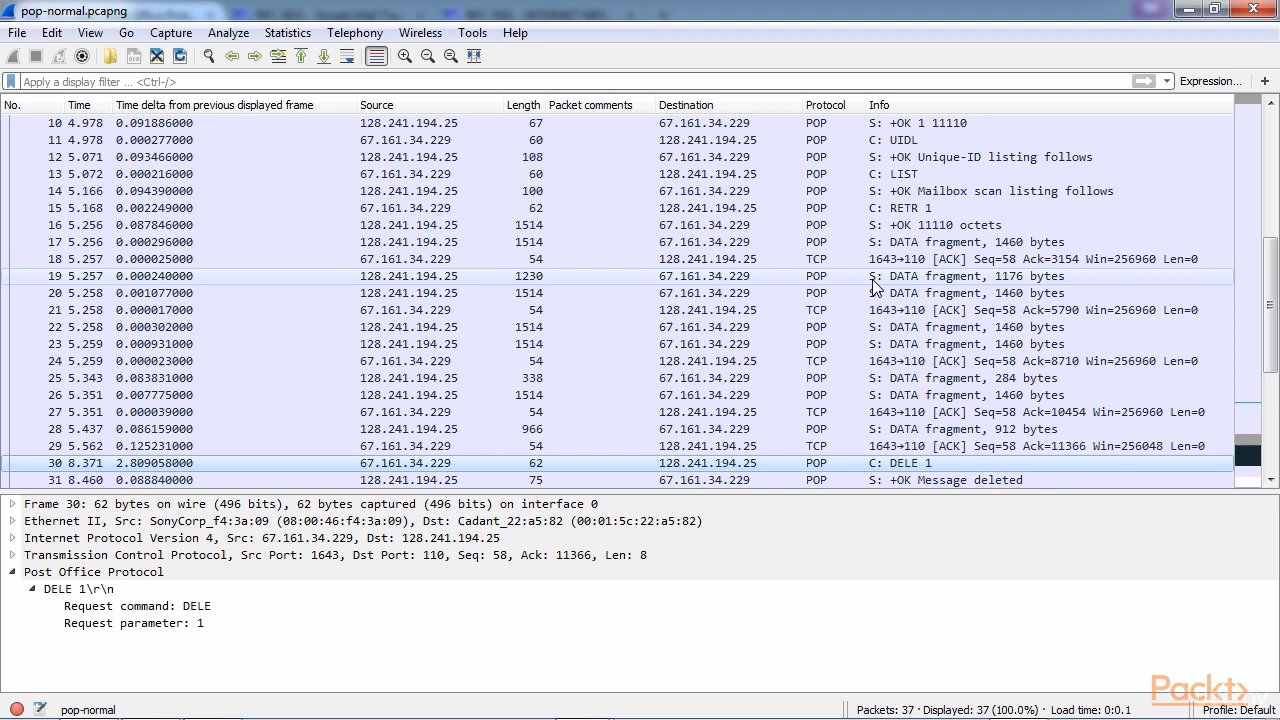 pop-normal.pcapng
File Edit View Go Capture Analyze Statistics Telephony Wireless Tools Help
Apply a display filter ... <Ctrl-/> Expression... +
No. Time Time delta from previous displayed frame Source Length Packet comments Destination Protocol Info
10 4.978 0.091886000 128.241.194.25 67 67.161.34.229 POP S: +OK 1 11110
11 4.978 0.000277000 67.161.34.229 60 128.241.194.25 POP C: UIDL
12 5.071 0.093466000 128.241.194.25 108 67.161.34.229 POP S: +OK Unique-ID listing follows
13 5.072 0.000216000 67.161.34.229 60 128.241.194.25 POP C: LIST
14 5.166 0.094390000 128.241.194.25 100 67.161.34.229 POP S: +OK Mailbox scan listing follows
15 5.168 0.002249000 67.161.34.229 62 128.241.194.25 POP C: RETR 1
16 5.256 0.087846000 128.241.194.25 1514 67.161.34.229 POP S: +OK 11110 octets
17 5.256 0.000296000 128.241.194.25 1514 67.161.34.229 POP S: DATA fragment, 1460 bytes
18 5.257 0.000025000 67.161.34.229 54 128.241.194.25 TCP 1643→110 [ACK] Seq=58 Ack=3154 Win=256960 Len=0
19 5.257 0.000240000 128.241.194.25 1230 67.161.34.229 POP S: DATA fragment, 1176 bytes
20 5.258 0.001077000 128.241.194.25 1514 67.161.34.229 POP S: DATA fragment, 1460 bytes
21 5.258 0.000017000 67.161.34.229 54 128.241.194.25 TCP 1643→110 [ACK] Seq=58 Ack=5790 Win=256960 Len=0
22 5.258 0.000302000 128.241.194.25 1514 67.161.34.229 POP S: DATA fragment, 1460 bytes
23 5.259 0.000931000 128.241.194.25 1514 67.161.34.229 POP S: DATA fragment, 1460 bytes
24 5.259 0.000023000 67.161.34.229 54 128.241.194.25 TCP 1643→110 [ACK] Seq=58 Ack=8710 Win=256960 Len=0
25 5.343 0.083831000 128.241.194.25 338 67.161.34.229 POP S: DATA fragment, 284 bytes
26 5.351 0.007775000 128.241.194.25 1514 67.161.34.229 POP S: DATA fragment, 1460 bytes
27 5.351 0.000039000 67.161.34.229 54 128.241.194.25 TCP 1643→110 [ACK] Seq=58 Ack=10454 Win=256960 Len=0
28 5.437 0.086159000 128.241.194.25 966 67.161.34.229 POP S: DATA fragment, 912 bytes
29 5.562 0.125231000 67.161.34.229 54 128.241.194.25 TCP 1643→110 [ACK] Seq=58 Ack=11366 Win=256048 Len=0
30 8.371 2.809058000 67.161.34.229 62 128.241.194.25 POP C: DELE 1
31 8.460 0.088840000 128.241.194.25 75 67.161.34.229 POP S: +OK Message deleted
Frame 30: 62 bytes on wire (496 bits), 62 bytes captured (496 bits) on interface 0
Ethernet II, Src: SonyCorp_f4:3a:09 (08:00:46:f4:3a:09), Dst: Cadant_22:a5:82 (00:01:5c:22:a5:82)
Internet Protocol Version 4, Src: 67.161.34.229, Dst: 128.241.194.25
Transmission Control Protocol, Src Port: 1643, Dst Port: 110, Seq: 58, Ack: 11366, Len: 8
Post Office Protocol
DELE 1\r\n
Request command: DELE
Request parameter: 1
Packt
pop-normal Packets: 37 · Displayed: 37 (100.0%) · Load time: 0:0.1 Profile: Default